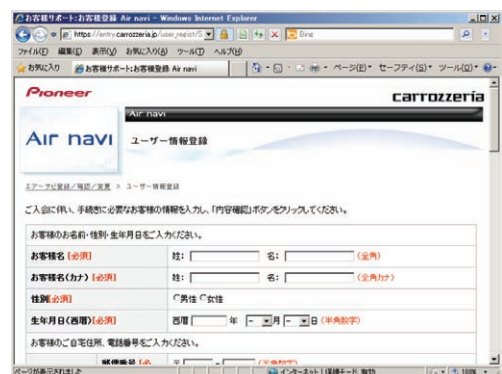 お客様サポート:お客様登録 Air navi - Windows Internet Explorer
https://entry.carrozzeria.jp/user_regist/S
Bing
ファイル(F) 編集(E) 表示(V) お気に入り(A) ツール(T) ヘルプ(H)
お気に入り お客様サポート:お客様登録 Air navi ページ(P) セーフティ(S) ツール(O)
Pioneer carrozzeria
Air navi
AIR navi ユーザー情報登録
エアーナビ登録/確認/変更 > ユーザー情報登録
ご入会に伴い、手続きに必要なお客様の情報を入力し、「内容確認」ボタンをクリックしてください。
お客様のお名前・性別・生年月日をご入力ください。
お客様名 [必須] 姓: 名: (全角)
お客様名(カナ) [必須] 姓: 名: (全角カナ)
性別[必須] 男性 女性
生年月日(西暦)[必須] 西暦 年 - 月 - 日 (半角数字)
お客様のご自宅住所、電話番号をご入力ください。
郵便番号 [必 〒 - (半角数字)
ページが表示されました インターネット | 保護モード: 無効 100%